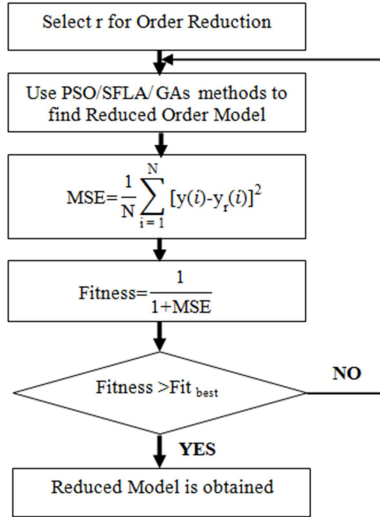 Select r for Order Reduction
Use PSO/SFLA/GAs methods to
find Reduced Order Model
MSE=\frac{1}{N}\sum_{i=1}^{N}[y(i)-y_r(i)]^2
Fitness=\frac{1}{1+MSE}
Fitness >Fit best
NO
YES
Reduced Model is obtained